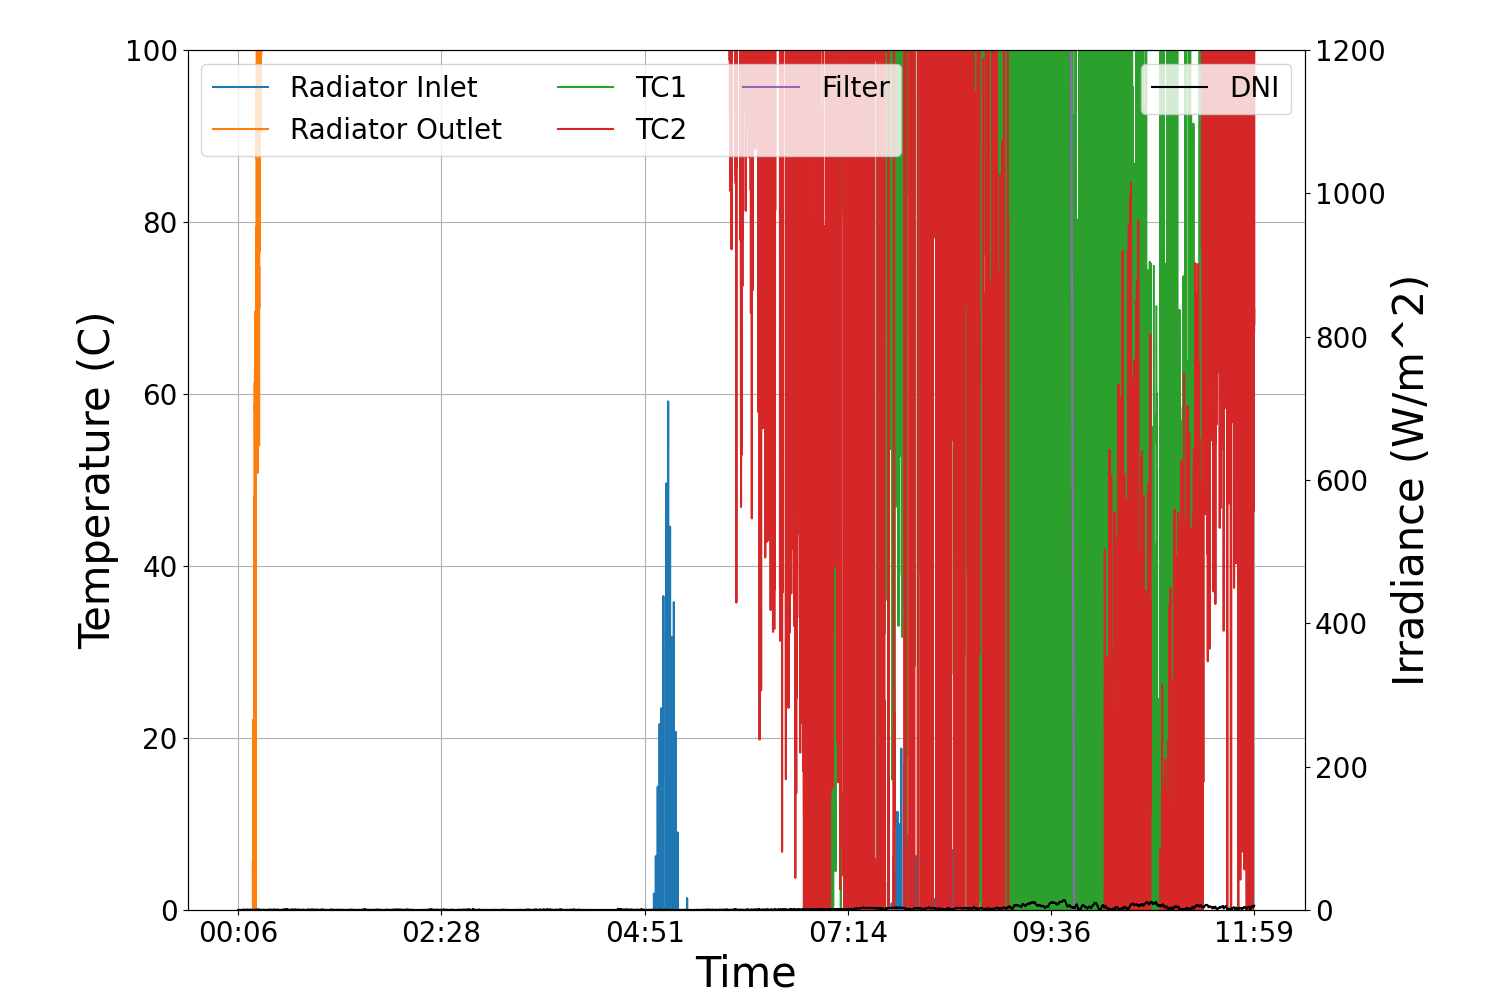 100
80
60
40
20
0
Temperature (C)
Radiator Inlet
Radiator Outlet
TC1
TC2
Filter
DNI
1200
1000
800
600
400
200
0
Irradiance (W/m^2)
00:06
02:28
04:51
07:14
09:36
11:59
Time